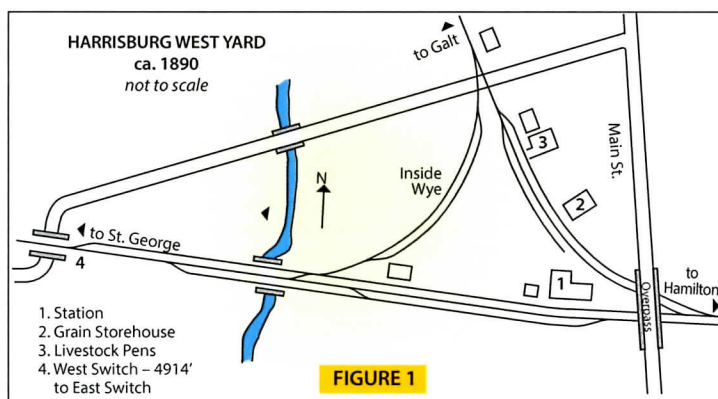 HARRISBURG WEST YARD
ca. 1890
not to scale
to Galt
Main St.
3
Inside
Wye
N
2
to St. George
4
1
to
Hamilton
Overpass
1. Station
2. Grain Storehouse
3. Livestock Pens
4. West Switch – 4914'
to East Switch
FIGURE 1